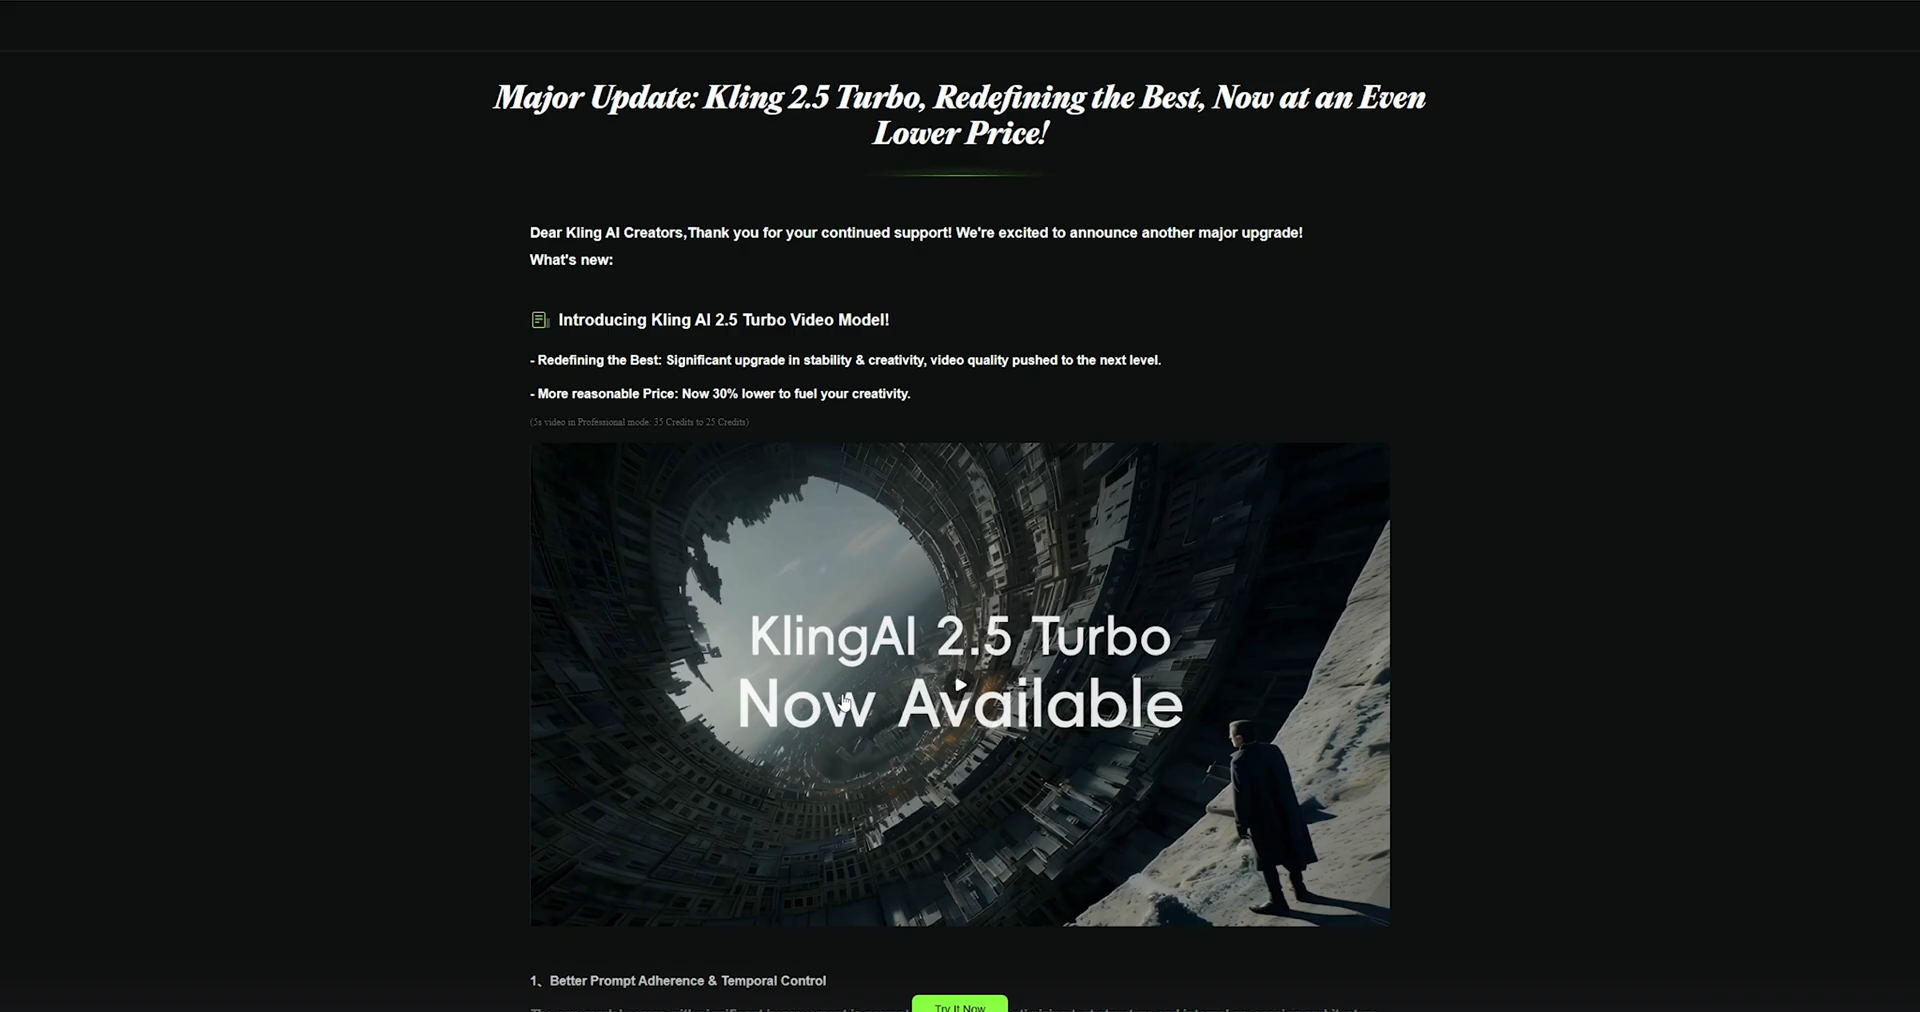 Major Update: Kling 2.5 Turbo, Redefining the Best, Now at an Even
Lower Price!
Dear Kling AI Creators,Thank you for your continued support! We're excited to announce another major upgrade!
What's new:
Introducing Kling AI 2.5 Turbo Video Model!
- Redefining the Best: Significant upgrade in stability & creativity, video quality pushed to the next level.
- More reasonable Price: Now 30% lower to fuel your creativity.
(5s video in Professional mode: 35 Credits to 25 Credits)
KlingAI 2.5 Turbo
Now Available
1、Better Prompt Adherence & Temporal Control
Try It Now